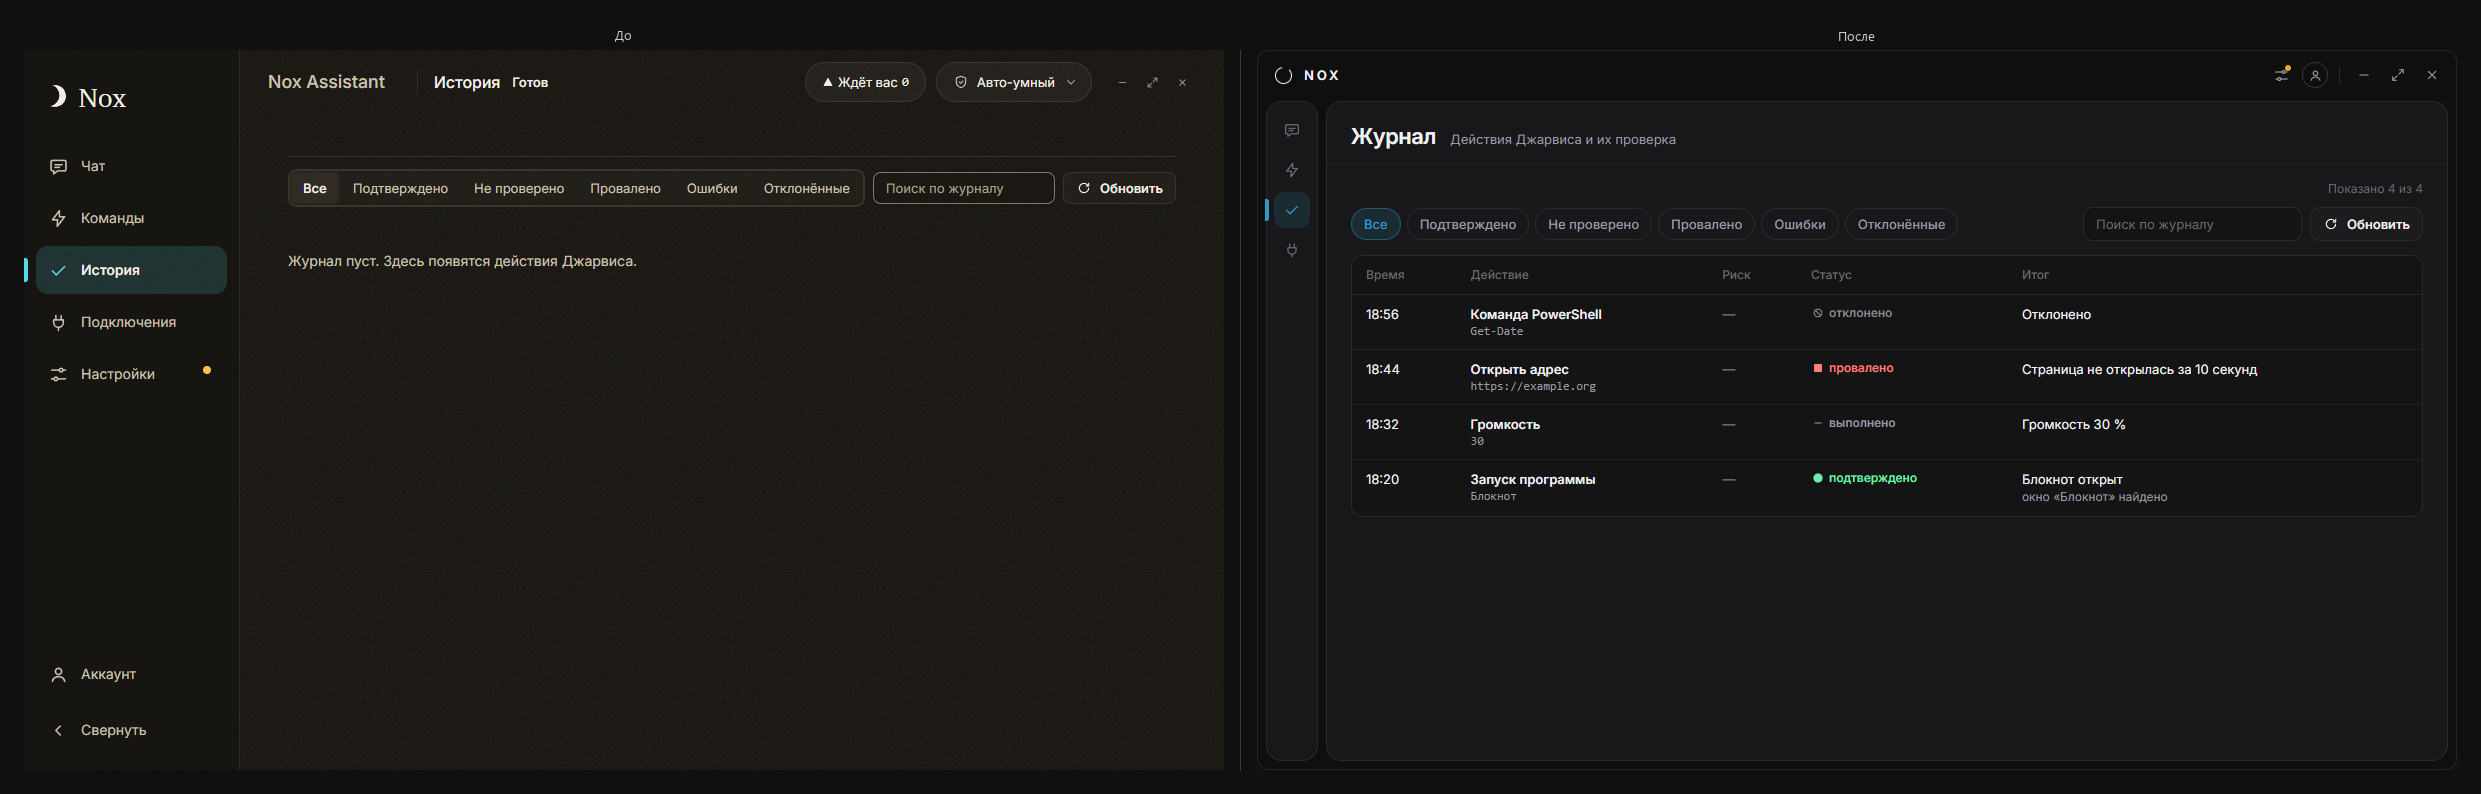 До
Nox
Nox Assistant
История Готов
Ждёт вас 0
Авто-умный
Чат
Команды
История
Подключения
Настройки
Аккаунт
Свернуть
Все Подтверждено Не проверено Провалено Ошибки Отклонённые
Поиск по журналу
Обновить
Журнал пуст. Здесь появятся действия Джарвиса.
После
NOX
Журнал Действия Джарвиса и их проверка
Показано 4 из 4
Все Подтверждено Не проверено Провалено Ошибки Отклонённые
Поиск по журналу
Обновить
Время Действие Риск Статус Итог
18:56 Команда PowerShell — отклонено Отклонено
Get-Date
18:44 Открыть адрес — провалено Страница не открылась за 10 секунд
https://example.org
18:32 Громкость — выполнено Громкость 30 %
30
18:20 Запуск программы — подтверждено Блокнот открыт
Блокнот окно «Блокнот» найдено